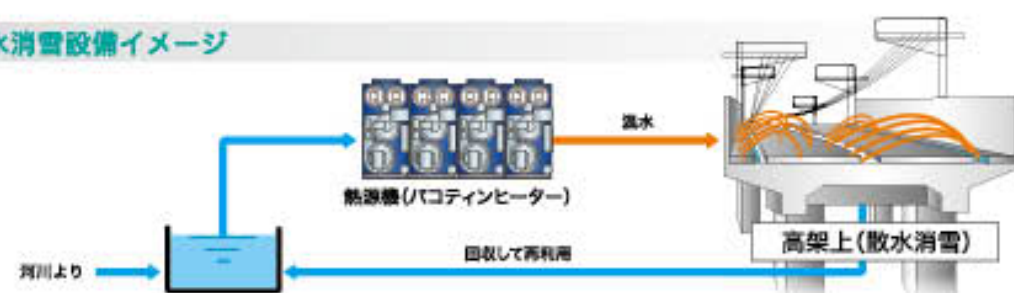 水消雪設備イメージ
温水
熱源機(バコティンヒーター)
高架上(散水消雪)
回収して再利用
河川より